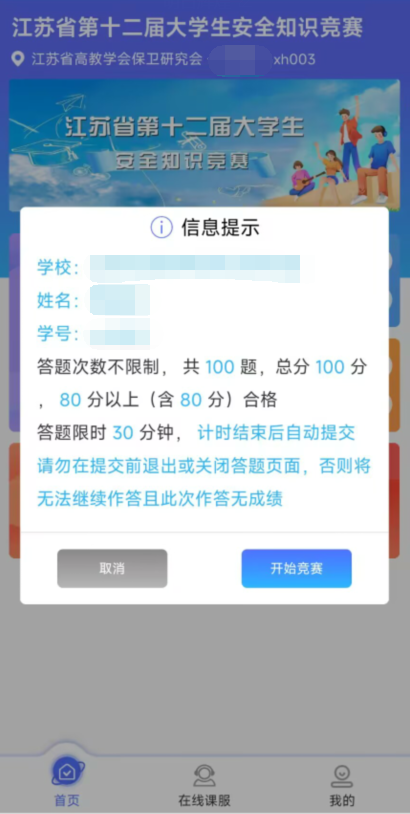 江苏省第十二届大学生安全知识竞赛
江苏省高教学会保卫研究会 xh003
江苏省第十二届大学生
安全知识竞赛
信息提示
学校：
姓名：
学号：
答题次数不限制， 共 100 题，总分 100 分
， 80 分以上（含 80 分）合格
答题限时 30 分钟， 计时结束后自动提交
请勿在提交前退出或关闭答题页面，否则将
无法继续作答且此次作答无成绩
取消
开始竞赛
首页
在线课服
我的